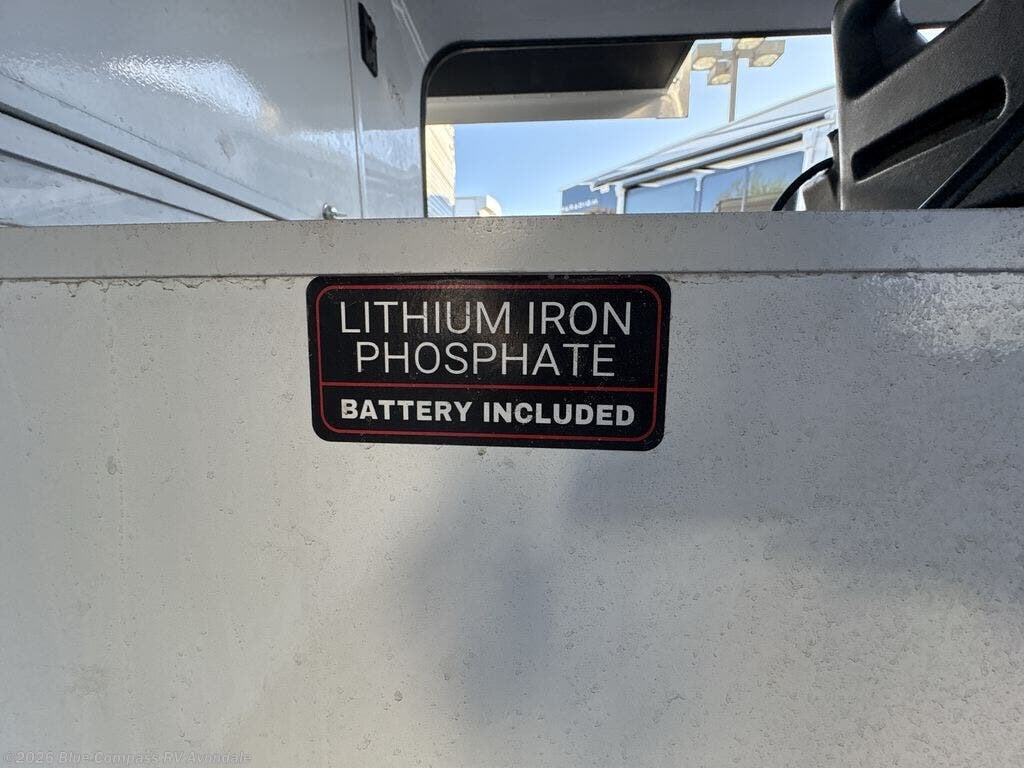 LITHIUM IRON
PHOSPHATE
BATTERY INCLUDED
©2026 Blue Compass RV Avondale